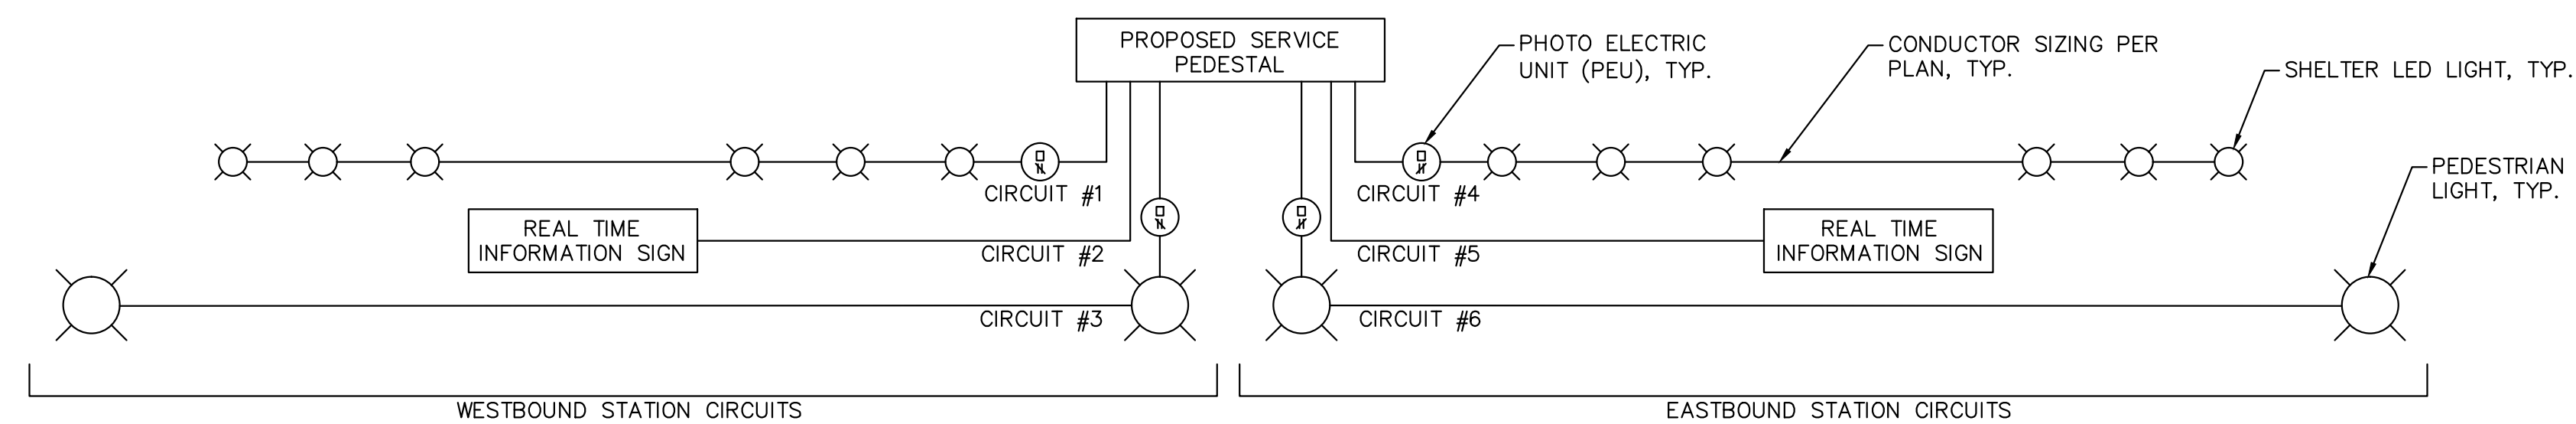 PROPOSED SERVICE
PEDESTAL
PHOTO ELECTRIC
UNIT (PEU), TYP.
CONDUCTOR SIZING PER
PLAN, TYP.
SHELTER LED LIGHT, TYP.
PEDESTRIAN
LIGHT, TYP.
CIRCUIT #1
CIRCUIT #4
REAL TIME
INFORMATION SIGN
CIRCUIT #2
CIRCUIT #5
REAL TIME
INFORMATION SIGN
CIRCUIT #3
CIRCUIT #6
WESTBOUND STATION CIRCUITS
EASTBOUND STATION CIRCUITS